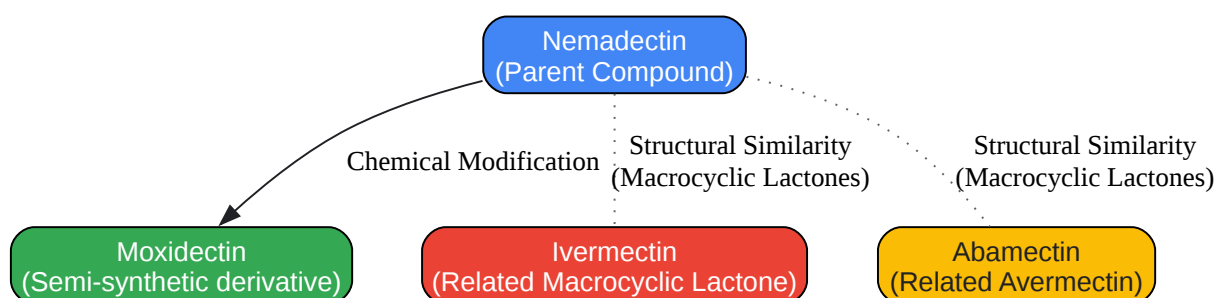 Nemadectin
(Parent Compound)
Chemical Modification
Structural Similarity
(Macrocyclic Lactones)
Structural Similarity
(Macrocyclic Lactones)
Moxidectin
(Semi-synthetic derivative)
Ivermectin
(Related Macrocyclic Lactone)
Abamectin
(Related Avermectin)